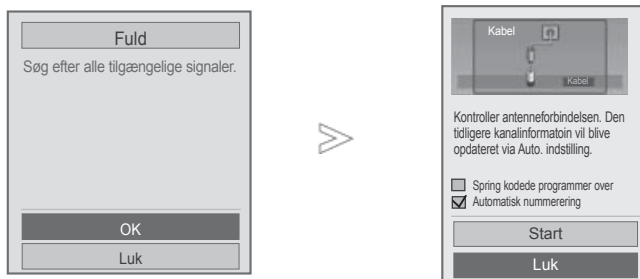 Fuld
Søg efter alle tilgængelige signaler.
OK
Luk
Kabel
Kabel
Kontroller antenneforbindelsen. Den
tidligere kanalinformatoin vil blive
opdateret via Auto. indstilling.
Spring kodede programmer over
Automatisk nummerering
Start
Luk